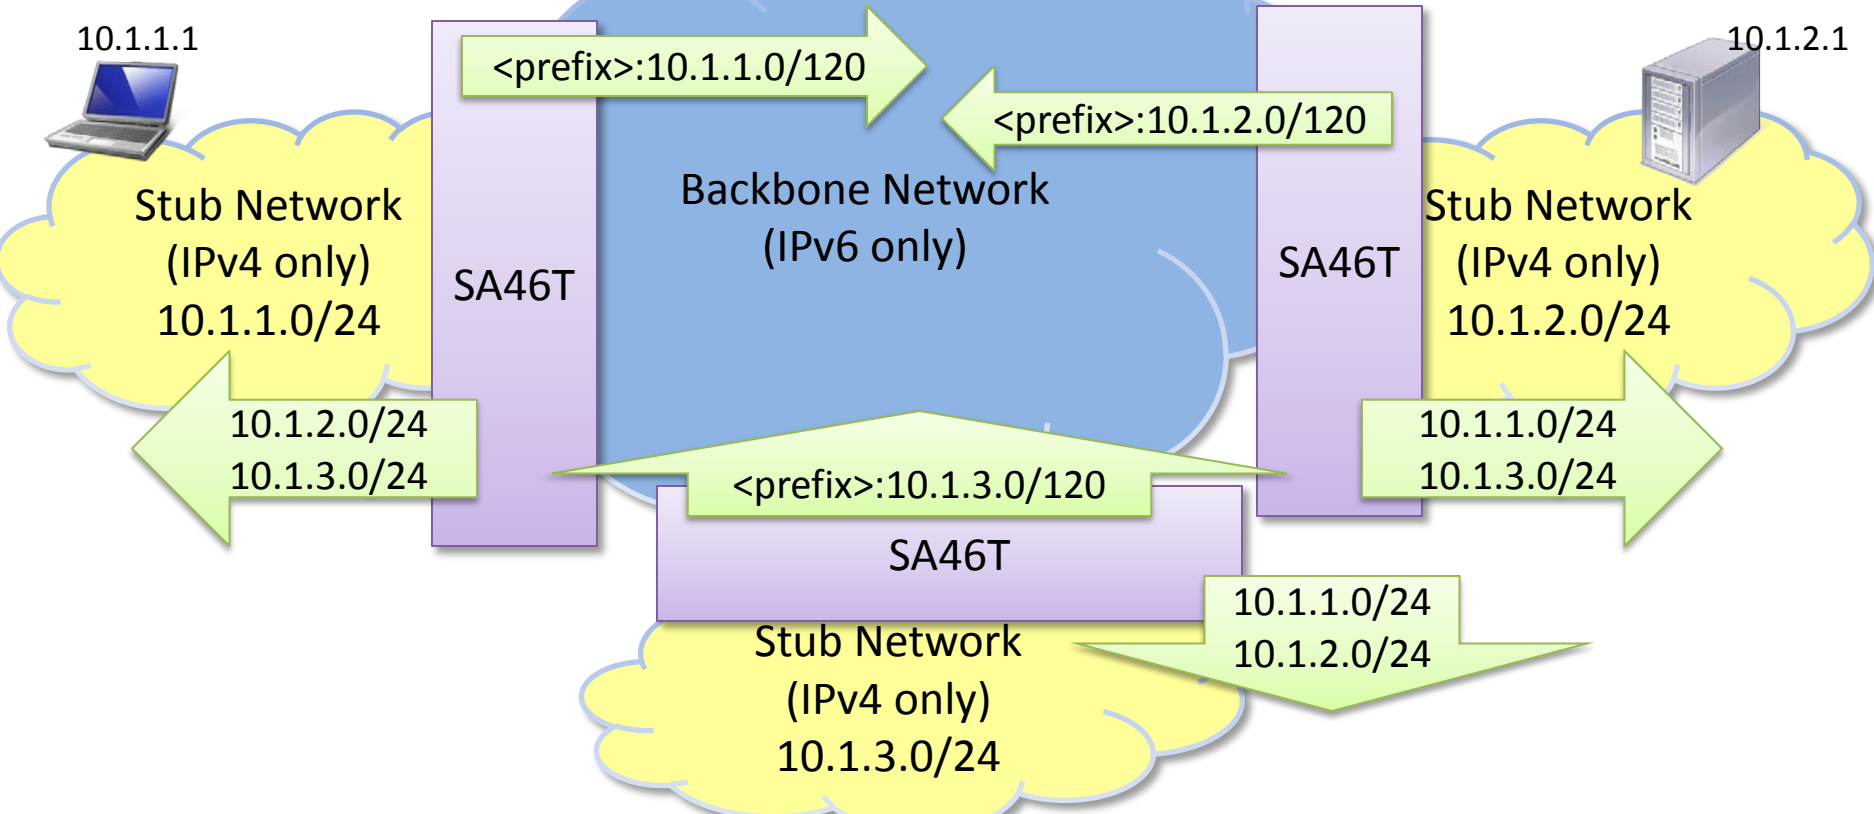 10.1.1.1
10.1.2.1
<prefix>:10.1.1.0/120
<prefix>:10.1.2.0/120
Stub Network
(IPv4 only)
10.1.1.0/24
SA46T
Backbone Network
(IPv6 only)
SA46T
Stub Network
(IPv4 only)
10.1.2.0/24
10.1.2.0/24
10.1.3.0/24
<prefix>:10.1.3.0/120
10.1.1.0/24
10.1.3.0/24
SA46T
10.1.1.0/24
10.1.2.0/24
Stub Network
(IPv4 only)
10.1.3.0/24